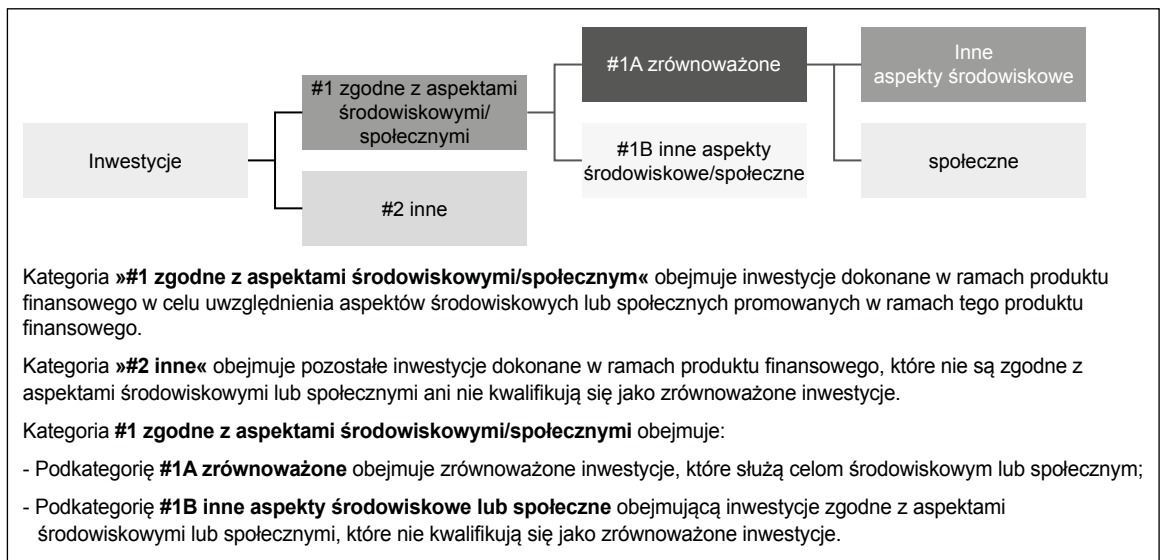 Inwestycje
#1 zgodne z aspektami
środowiskowymi/
społecznymi
#2 inne
#1A zrównoważone
#1B inne aspekty
środowiskowe/społeczne
Inne
aspekty środowiskowe
społeczne
Kategoria »#1 zgodne z aspektami środowiskowymi/społecznym« obejmuje inwestycje dokonane w ramach produktu
finansowego w celu uwzględnienia aspektów środowiskowych lub społecznych promowanych w ramach tego produktu
finansowego.
Kategoria »#2 inne« obejmuje pozostałe inwestycje dokonane w ramach produktu finansowego, które nie są zgodne z
aspektami środowiskowymi lub społecznymi ani nie kwalifikują się jako zrównoważone inwestycje.
Kategoria #1 zgodne z aspektami środowiskowymi/społecznymi obejmuje:
- Podkategorię #1A zrównoważone obejmuje zrównoważone inwestycje, które służą celom środowiskowym lub społecznym;
- Podkategorię #1B inne aspekty środowiskowe lub społeczne obejmującą inwestycje zgodne z aspektami
środowiskowymi lub społecznymi, które nie kwalifikują się jako zrównoważone inwestycje.